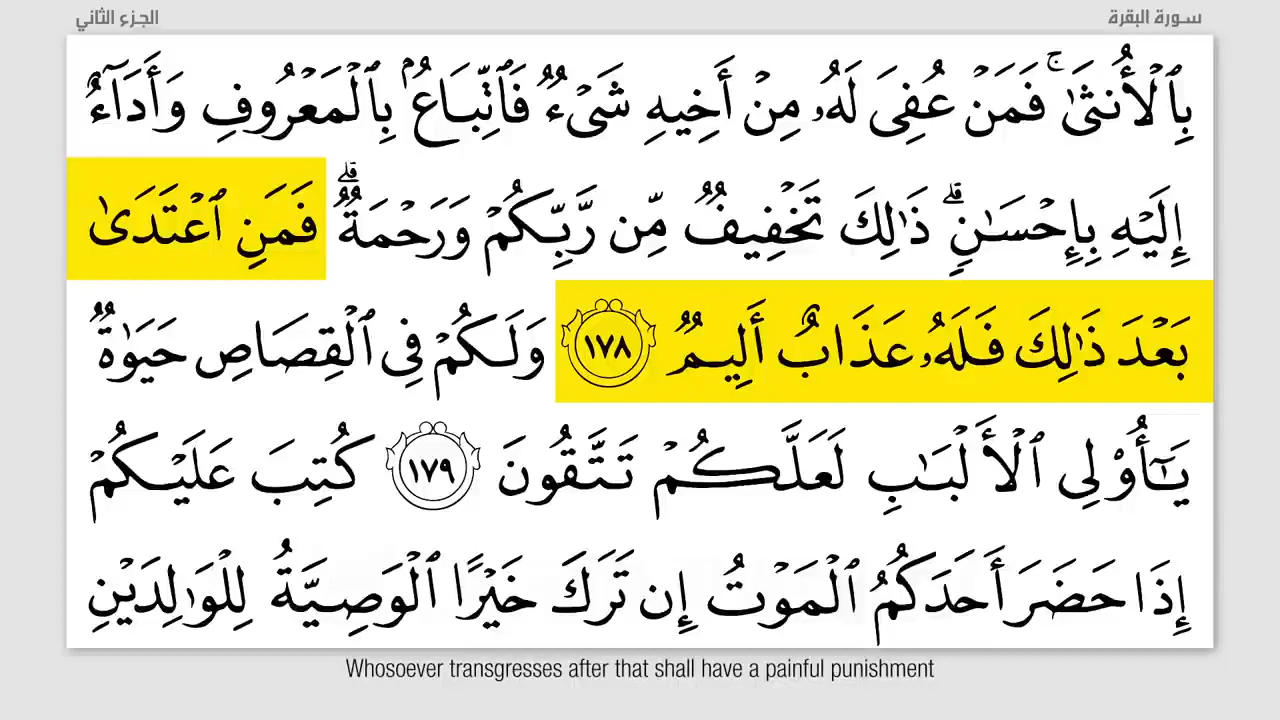 سورة البقرة
الجزء الثاني
بِٱلْأُنثَىٰ ۚ فَمَنْ عُفِىَ لَهُۥ مِنْ أَخِيهِ شَىْءٌ فَٱتِّبَاعٌۢ بِٱلْمَعْرُوفِ وَأَدَآءٌ
إِلَيْهِ بِإِحْسَـٰنٍ ۗ ذَٰلِكَ تَخْفِيفٌ مِّن رَّبِّكُمْ وَرَحْمَةٌ ۗ فَمَنِ ٱعْتَدَىٰ
بَعْدَ ذَٰلِكَ فَلَهُۥ عَذَابٌ أَلِيمٌ ١٧٨ وَلَكُمْ فِى ٱلْقِصَاصِ حَيَوٰةٌ
يَـٰٓأُو۟لِى ٱلْأَلْبَـٰبِ لَعَلَّكُمْ تَتَّقُونَ ١٧٩ كُتِبَ عَلَيْكُمْ
إِذَا حَضَرَ أَحَدَكُمُ ٱلْمَوْتُ إِن تَرَكَ خَيْرًا ٱلْوَصِيَّةُ لِلْوَٰلِدَيْنِ
Whosoever transgresses after that shall have a painful punishment